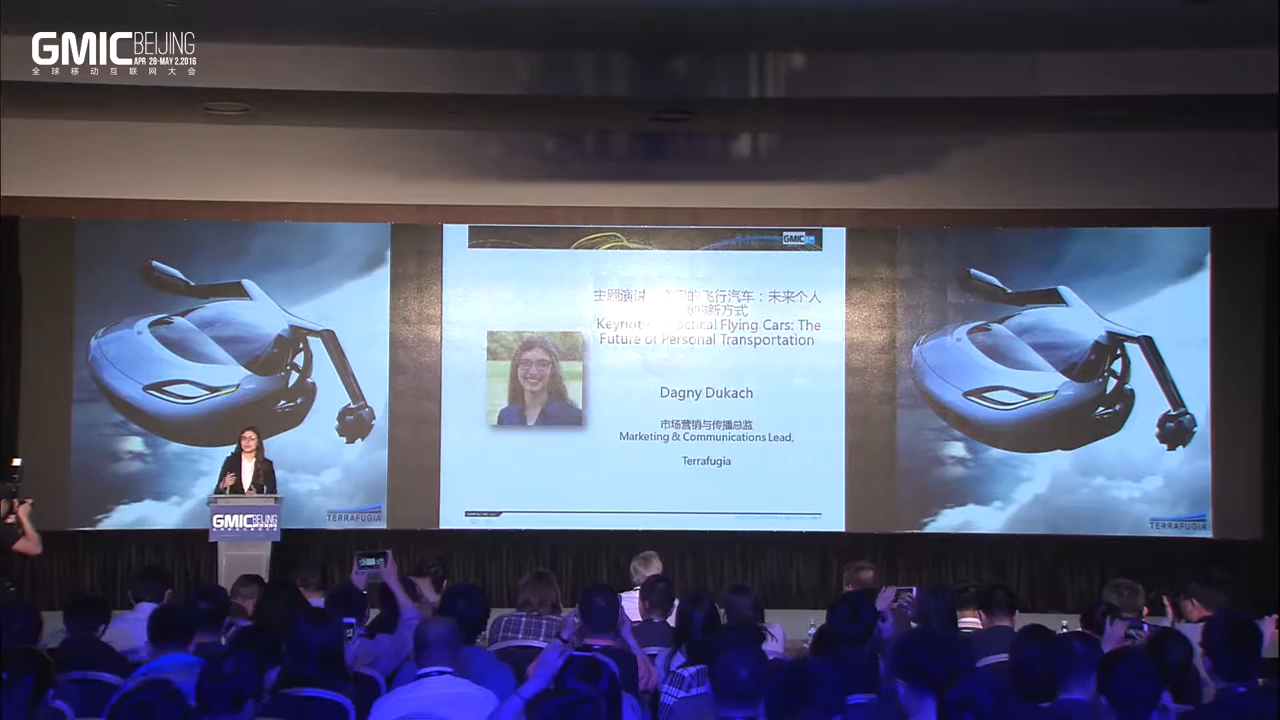 GMIC BEIJING
APR 28-MAY 2,2016
全球移动互联网大会
GMIC
主题演讲 的飞行汽车：未来个人
的新方式
Flying Cars: The
Future of Personal Transportation
Dagny Dukach
市场营销与传播总监
Marketing & Communications Lead,
Terrafugia
TERRAFUGIA
TERRAFUGIA
GMIC BEIJING